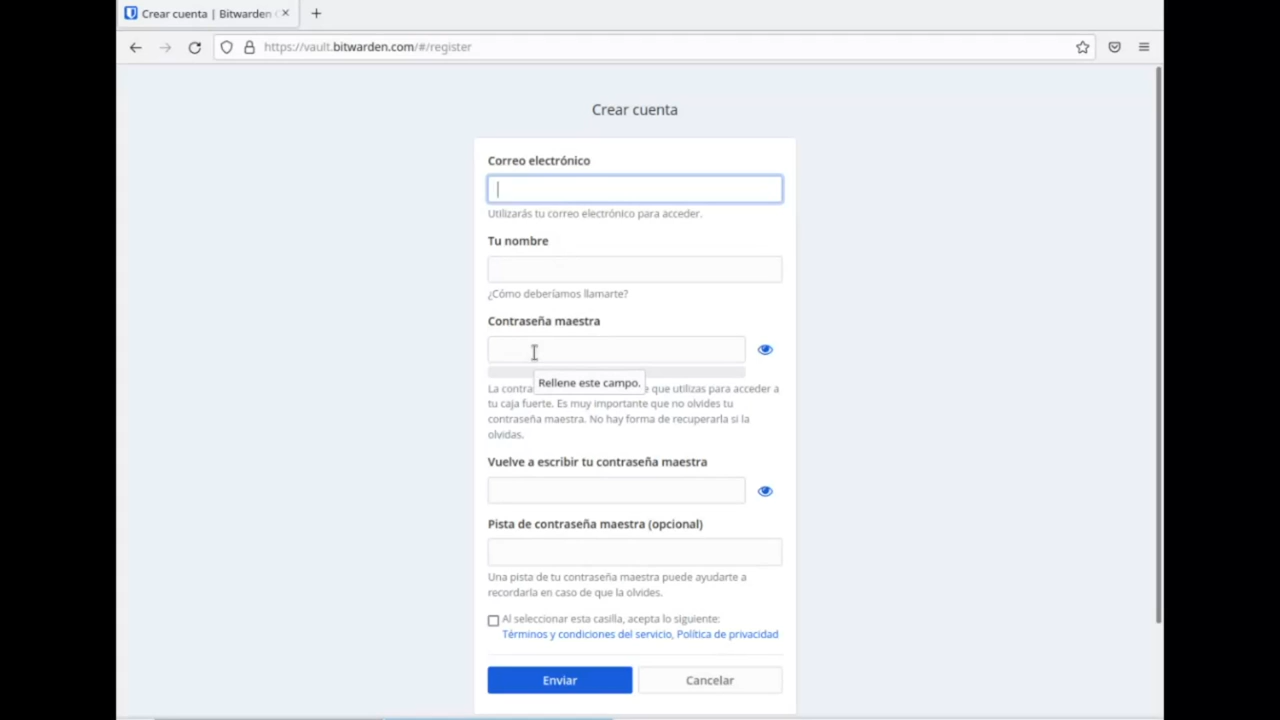 Crear cuenta | Bitwarden
https://vault.bitwarden.com/#/register
Crear cuenta
Correo electrónico
Utilizarás tu correo electrónico para acceder.
Tu nombre
¿Cómo deberíamos llamarte?
Contraseña maestra
Rellene este campo.
La contra e que utilizas para acceder a
tu caja fuerte. Es muy importante que no olvides tu
contraseña maestra. No hay forma de recuperarla si la
olvidas.
Vuelve a escribir tu contraseña maestra
Pista de contraseña maestra (opcional)
Una pista de tu contraseña maestra puede ayudarte a
recordarla en caso de que la olvides.
Al seleccionar esta casilla, acepta lo siguiente:
Términos y condiciones del servicio, Política de privacidad
Enviar Cancelar